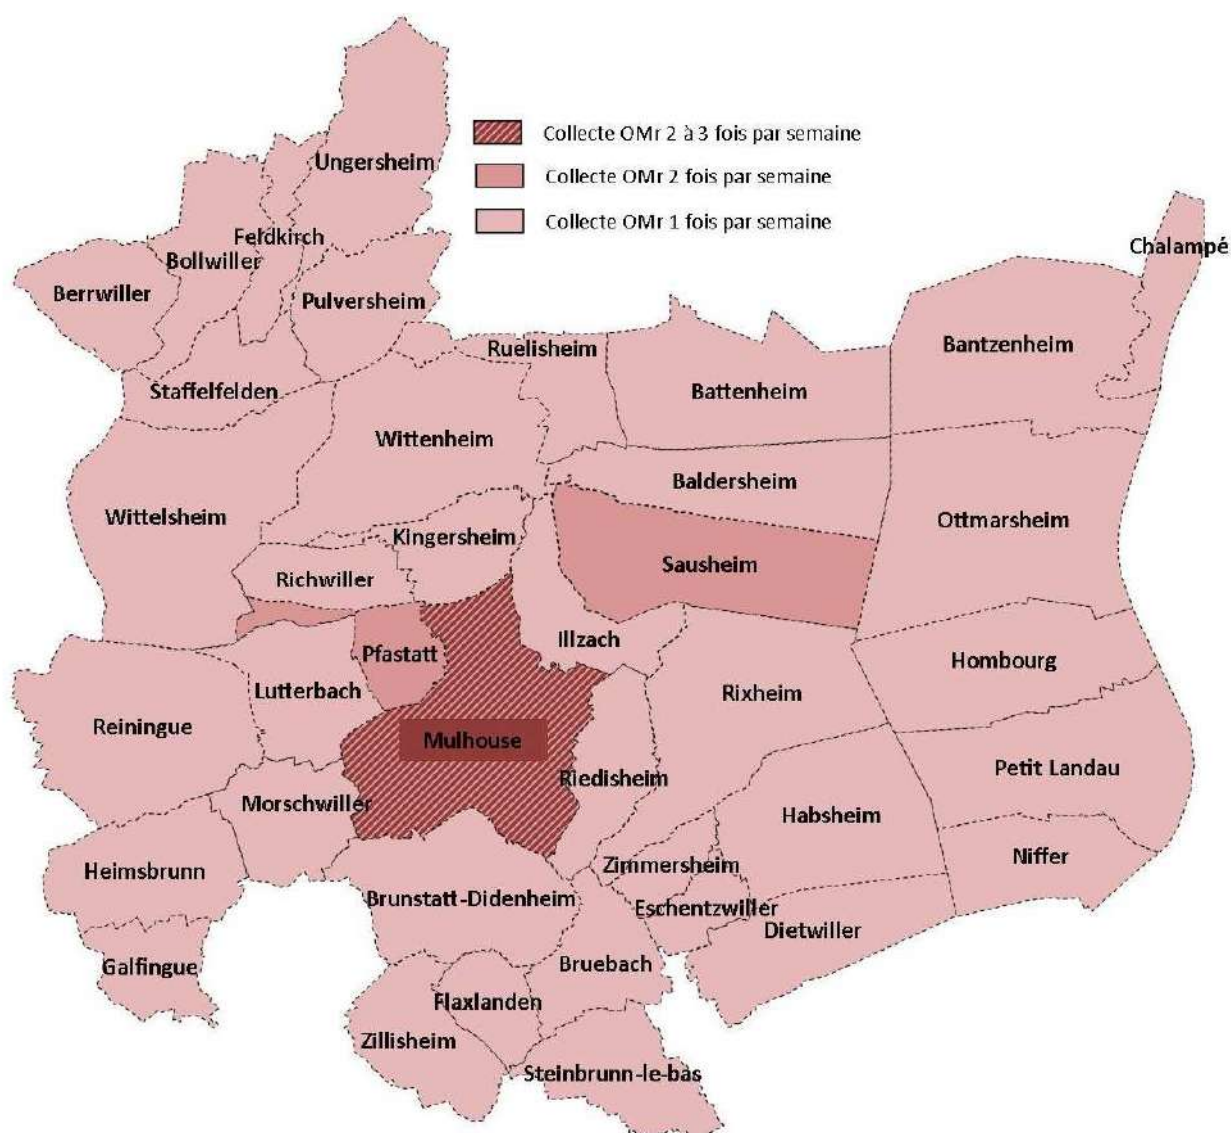 Collecte OMr 2 à 3 fois par semaine
Collecte OMr 2 fois par semaine
Collecte OMr 1 fois par semaine
Ungersheim
Feldkirch
Bollwiller
Berrwiller
Pulversheim
Chalampé
Bantzenheim
Ruelisheim
Staffelfelden
Battenheim
Wittenheim
Baldersheim
Wittelsheim
Ottmarsheim
Kingersheim
Sausheim
Richwiller
Illzach
Pfastatt
Hombourg
Lutterbach
Rixheim
Reiningue
Mulhouse
Petit Landau
Riedisheim
Morschwiller
Habsheim
Niffer
Zimmersheim
Heimsbrunn
Brunstatt-Didenheim
Eschentzwiller
Dietwiller
Galfingue
Bruebach
Flaxlanden
Zillisheim
Steinbrunn-le-bas